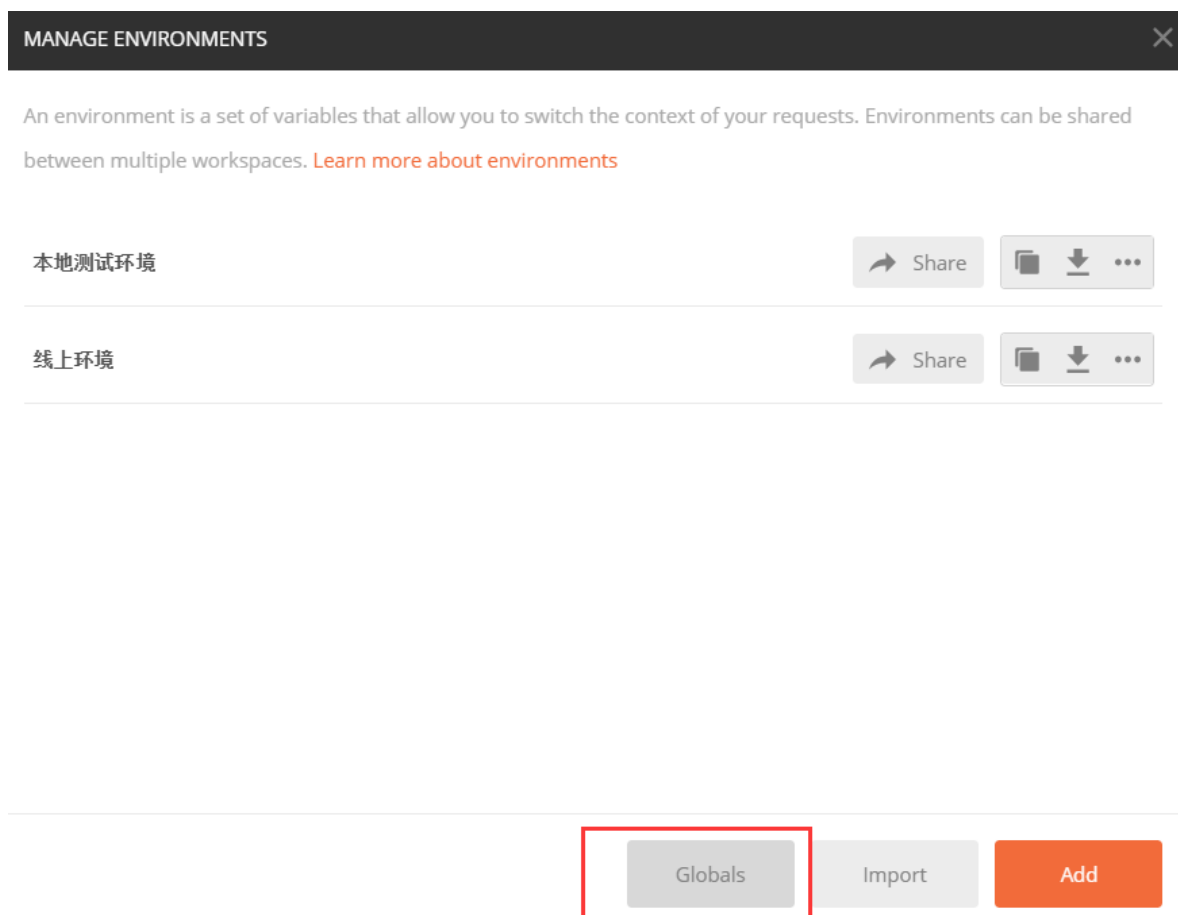 MANAGE ENVIRONMENTS
An environment is a set of variables that allow you to switch the context of your requests. Environments can be shared
between multiple workspaces. Learn more about environments
本地测试环境 Share
线上环境 Share
Globals Import Add